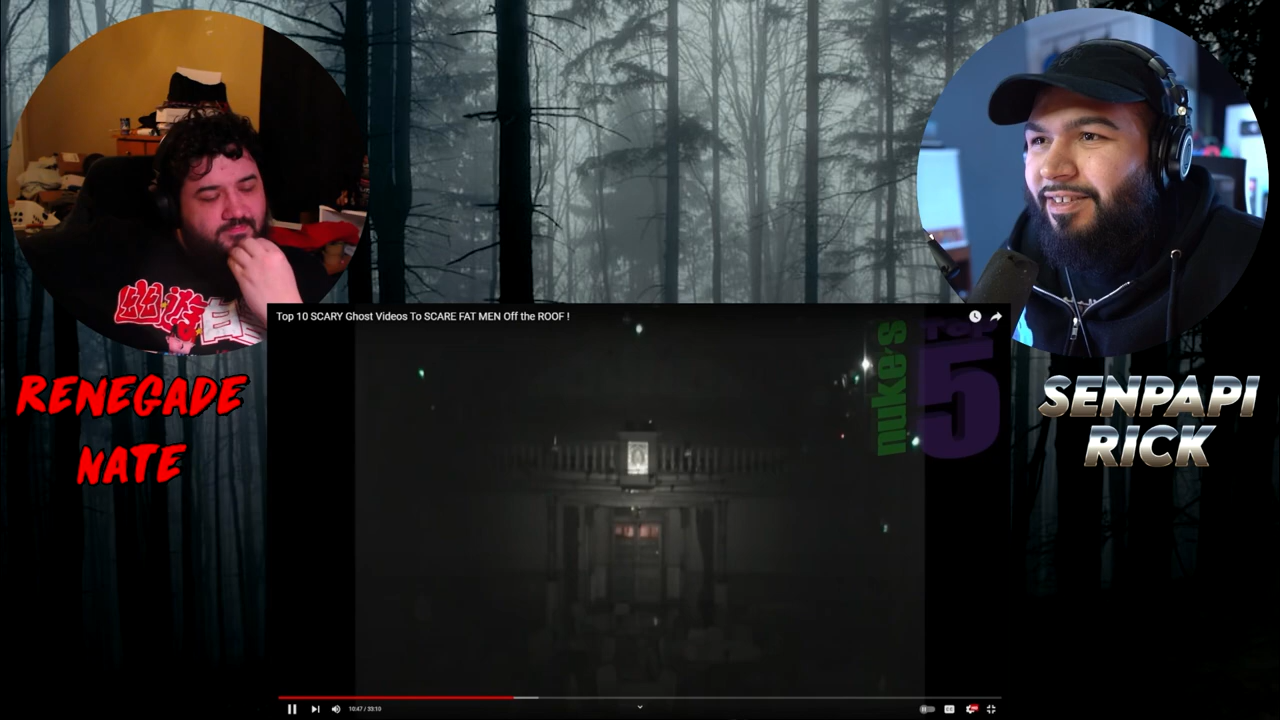 Top 10 SCARY Ghost Videos To SCARE FAT MEN Off the ROOF !
nuke's
TOP
5
RENEGADE
NATE
SENPAPI
RICK
10:47 / 33:10